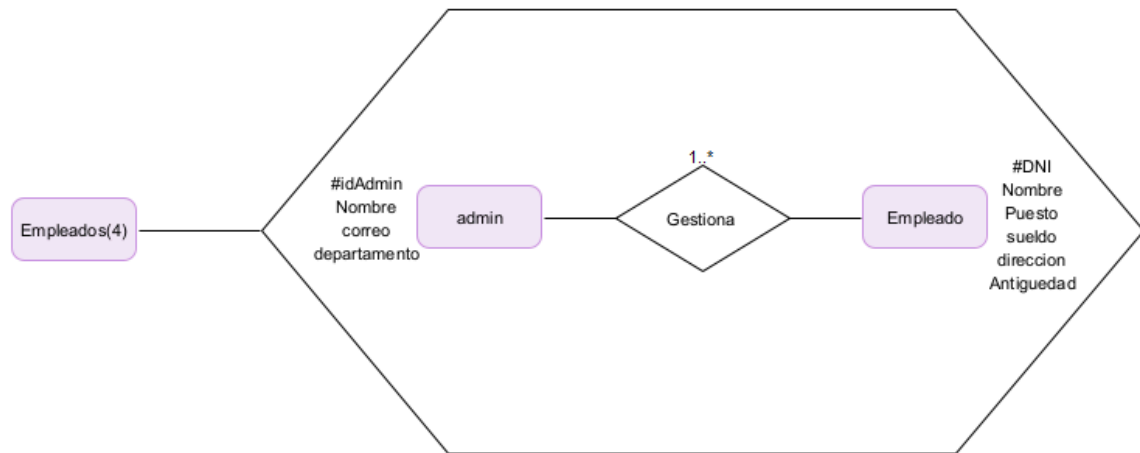 Empleados(4)
#idAdmin
Nombre
correo
departamento
admin
1..*
Gestiona
Empleado
#DNI
Nombre
Puesto
sueldo
direccion
Antiguedad